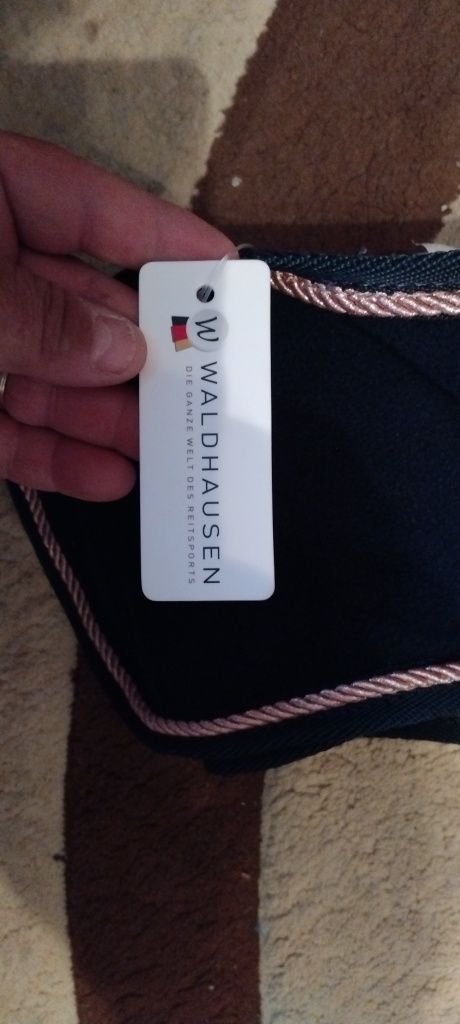 W
WALDHAUSEN
DIE GANZE WELT DES REITSPORTS